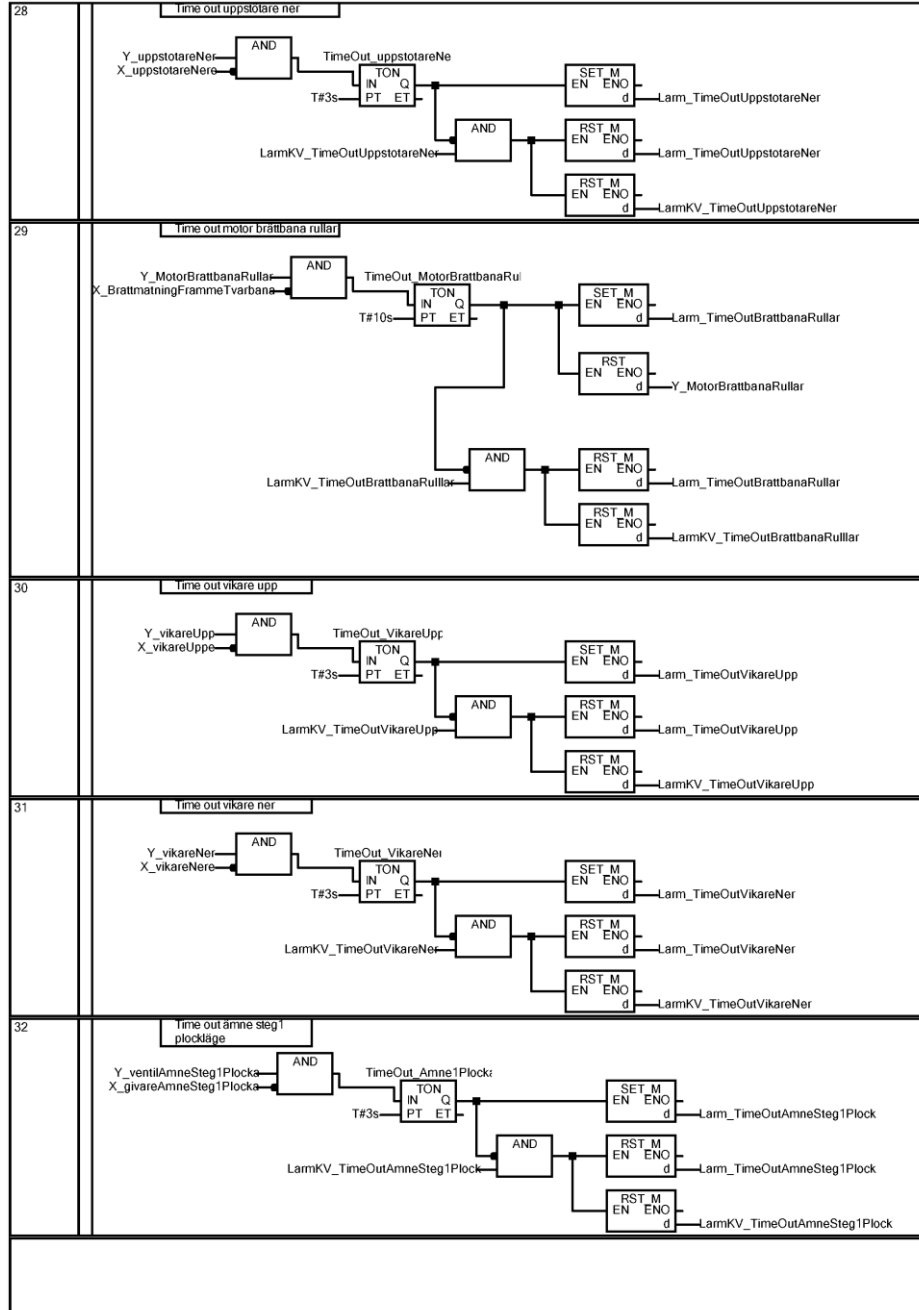 28
Time out uppstötare ner
AND
Y_uppstotareNer
X_uppstotareNere
TimeOut_uppstotareNe
TON
IN Q
T#3s
PT ET
SET_M
EN ENO
d
Larm_TimeOutUppstotareNer
AND
LarmKV_TimeOutUppstotareNer
RST_M
EN ENO
d
Larm_TimeOutUppstotareNer
RST_M
EN ENO
d
LarmKV_TimeOutUppstotareNer
29
Time out motor brättbana rullar
AND
Y_MotorBrattbanaRullar
X_BrattmatningFrammeTvarbana
TimeOut_MotorBrattbanaRul
TON
IN Q
T#10s
PT ET
SET_M
EN ENO
d
Larm_TimeOutBrattbanaRullar
RST
EN ENO
d
Y_MotorBrattbanaRullar
AND
LarmKV_TimeOutBrattbanaRulllar
RST_M
EN ENO
d
Larm_TimeOutBrattbanaRullar
RST_M
EN ENO
d
LarmKV_TimeOutBrattbanaRulllar
30
Time out vikare upp
AND
Y_vikareUpp
X_vikareUppe
TimeOut_VikareUpp
TON
IN Q
T#3s
PT ET
SET_M
EN ENO
d
Larm_TimeOutVikareUpp
AND
LarmKV_TimeOutVikareUpp
RST_M
EN ENO
d
Larm_TimeOutVikareUpp
RST_M
EN ENO
d
LarmKV_TimeOutVikareUpp
31
Time out vikare ner
AND
Y_vikareNer
X_vikareNere
TimeOut_VikareNer
TON
IN Q
T#3s
PT ET
SET_M
EN ENO
d
Larm_TimeOutVikareNer
AND
LarmKV_TimeOutVikareNer
RST_M
EN ENO
d
Larm_TimeOutVikareNer
RST_M
EN ENO
d
LarmKV_TimeOutVikareNer
32
Time out ämne steg1
plockläge
AND
Y_ventilAmneSteg1Plocka
X_givareAmneSteg1Plocka
TimeOut_Amne1Plocka
TON
IN Q
T#3s
PT ET
SET_M
EN ENO
d
Larm_TimeOutAmneSteg1Plock
AND
LarmKV_TimeOutAmneSteg1Plock
RST_M
EN ENO
d
Larm_TimeOutAmneSteg1Plock
RST_M
EN ENO
d
LarmKV_TimeOutAmneSteg1Plock